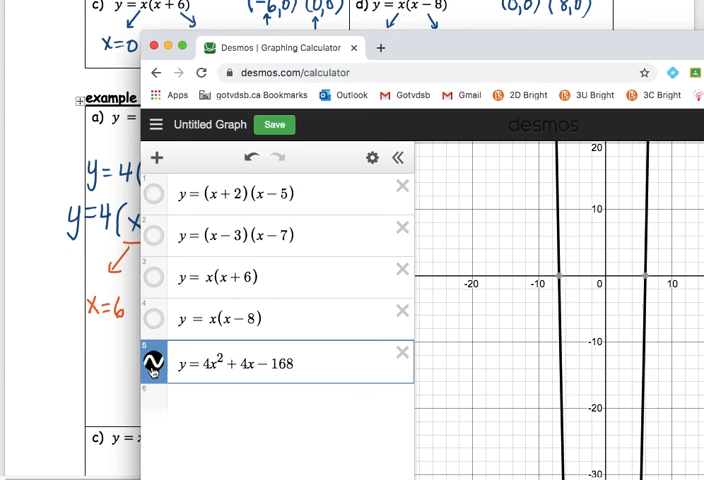 c) y = x(x + 6) (-6,0) (0,0) d) y = x(x − 8) (0,0) (8,0)
x=0
Desmos | Graphing Calculator
desmos.com/calculator
Apps gotvdsb.ca Bookmarks Outlook Gotvdsb Gmail 2D Bright 3U Bright 3C Bright
example
a) y =
y=4(
y=4(x
x=6
c) y =
Untitled Graph Save desmos
1
y = (x + 2)(x − 5)
2
y = (x − 3)(x − 7)
3
y = x(x + 6)
4
y = x(x − 8)
5
y = 4x² + 4x − 168
6
20
10
-20 -10 0 10
-10
-20
-30